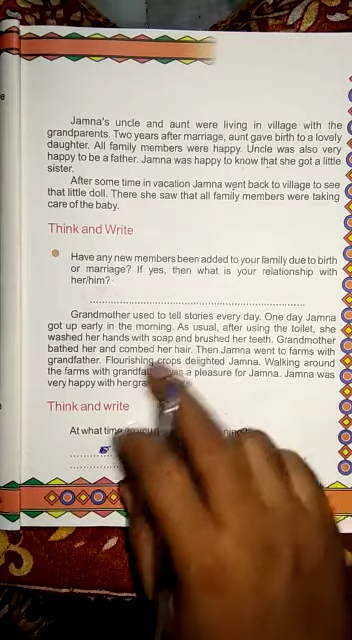 Jamna's uncle and aunt were living in village with the
grandparents. Two years after marriage, aunt gave birth to a lovely
daughter. All family members were happy. Uncle was also very
happy to be a father. Jamna was happy to know that she got a little
sister.
After some time in vacation Jamna went back to village to see
that little doll. There she saw that all family members were taking
care of the baby.
Think and Write
Have any new members been added to your family due to birth
or marriage? If yes, then what is your relationship with
her/him?
Grandmother used to tell stories every day. One day Jamna
got up early in the morning. As usual, after using the toilet, she
washed her hands with soap and brushed her teeth. Grandmother
bathed her and combed her hair. Then Jamna went to farms with
grandfather. Flourishing crops delighted Jamna. Walking around
the farms with was a pleasure for Jamna. Jamna was
very happy with her
Think and write
At what time do you